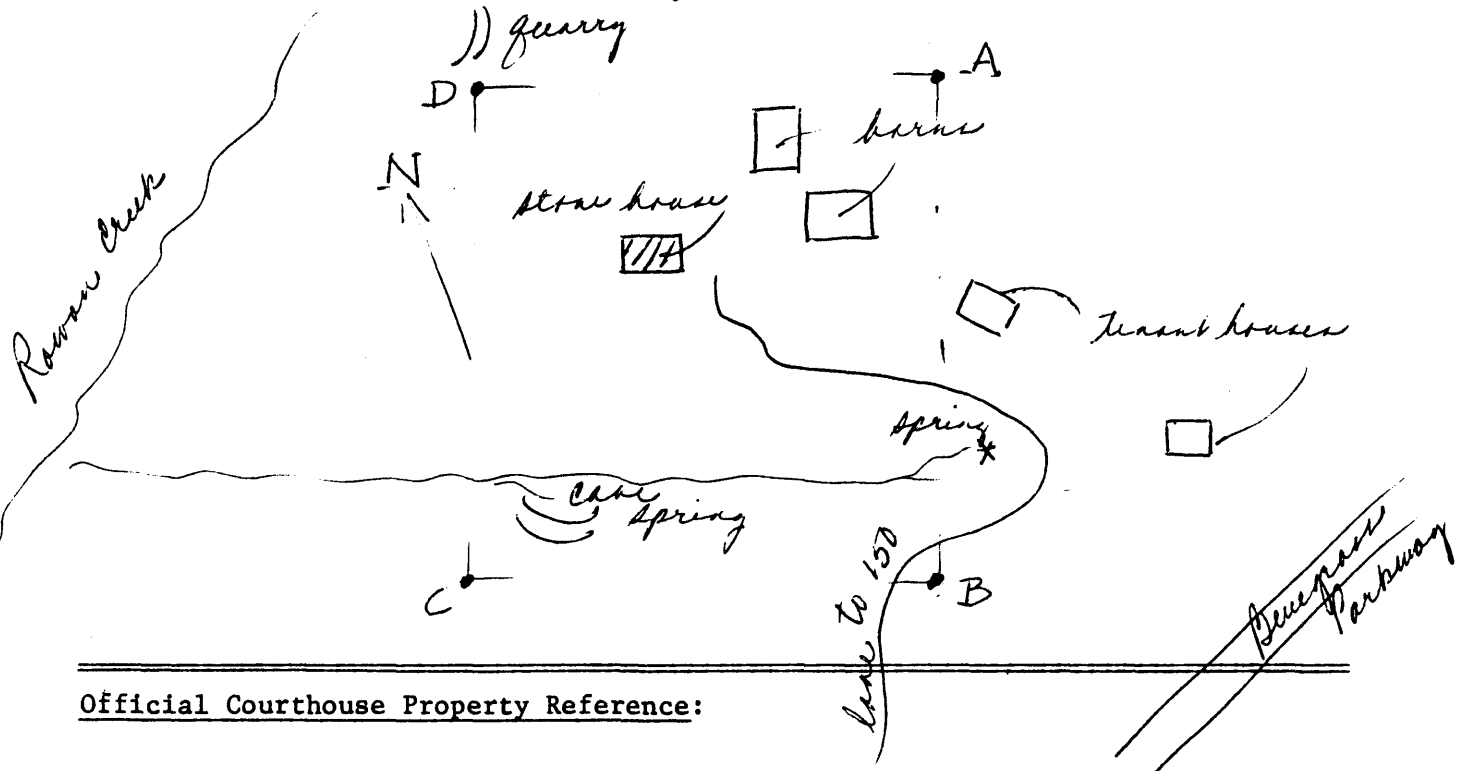 quarry
D
A
barns
N
stone house
Rowan Creek
tenant houses
spring
cave
spring
lane to 150
C
B
Bluegrass
Parkway
Official Courthouse Property Reference: